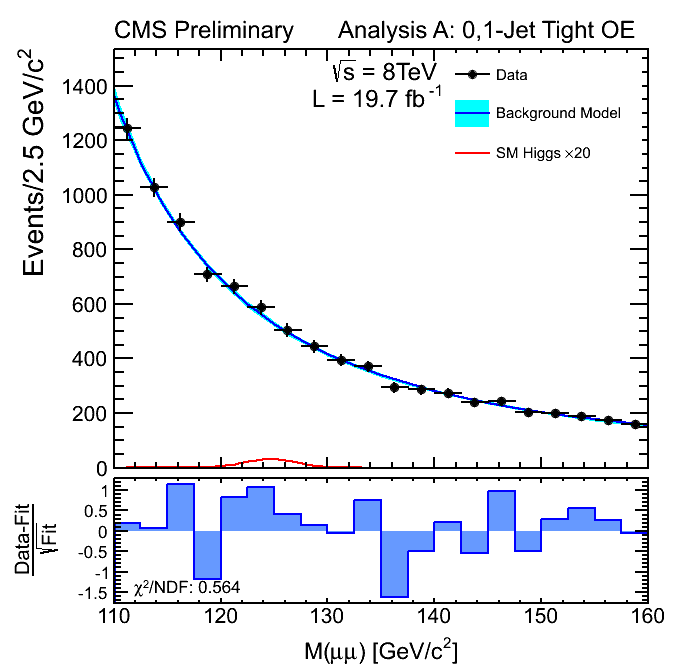 CMS Preliminary Analysis A: 0,1-Jet Tight OE
√s = 8TeV
L = 19.7 fb⁻¹
Data
Background Model
SM Higgs ×20
Events/2.5 GeV/c²
1400
1200
1000
800
600
400
200
0
Data-Fit
√Fit
1
0.5
0
-0.5
-1
-1.5
χ²/NDF: 0.564
110 120 130 140 150 160
M(μμ) [GeV/c²]